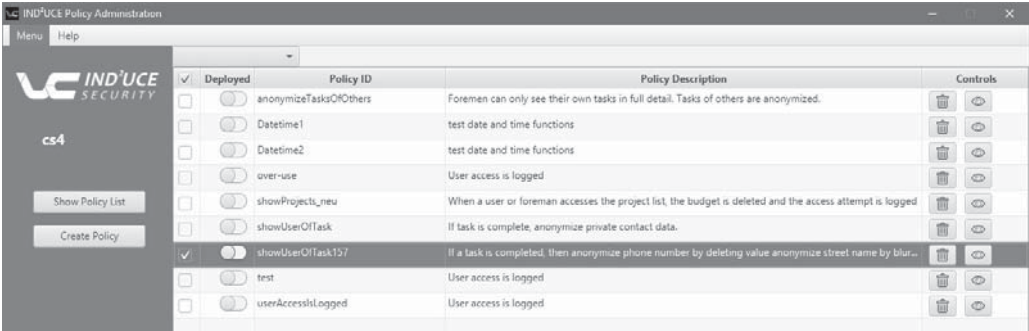 IND²UCE Policy Administration
Menu Help
IND²UCE
SECURITY
cs4
Show Policy List
Create Policy
Deployed Policy ID Policy Description Controls
anonymizeTasksOfOthers Foremen can only see their own tasks in full detail. Tasks of others are anonymized.
Datetime1 test date and time functions
Datetime2 test date and time functions
over-use User access is logged
showProjects_neu When a user or foreman accesses the project list, the budget is deleted and the access attempt is logged
showUserOfTask If task is complete, anonymize private contact data.
showUserOfTask157 If a task is completed, then anonymize phone number by deleting value anonymize street name by blur...
test User access is logged
userAccessIsLogged User access is logged